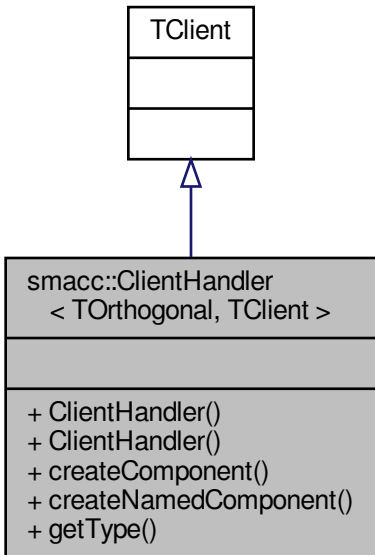 TClient
smacc::ClientHandler
< TOrthogonal, TClient >
+ ClientHandler()
+ ClientHandler()
+ createComponent()
+ createNamedComponent()
+ getType()